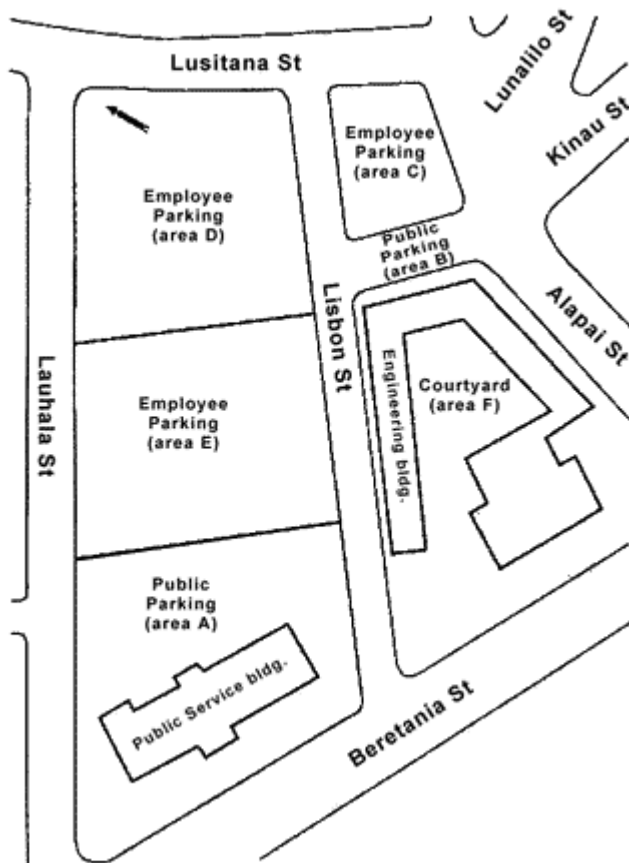 Lusitana St
Lunalilo St
Kinau St
Employee
Parking
(area C)
Employee
Parking
(area D)
Public
Parking
(area B)
Lisbon St
Alapai St
Lauhala St
Employee
Parking
(area E)
Engineering bldg.
Courtyard
(area F)
Public
Parking
(area A)
Public Service bldg.
Beretania St